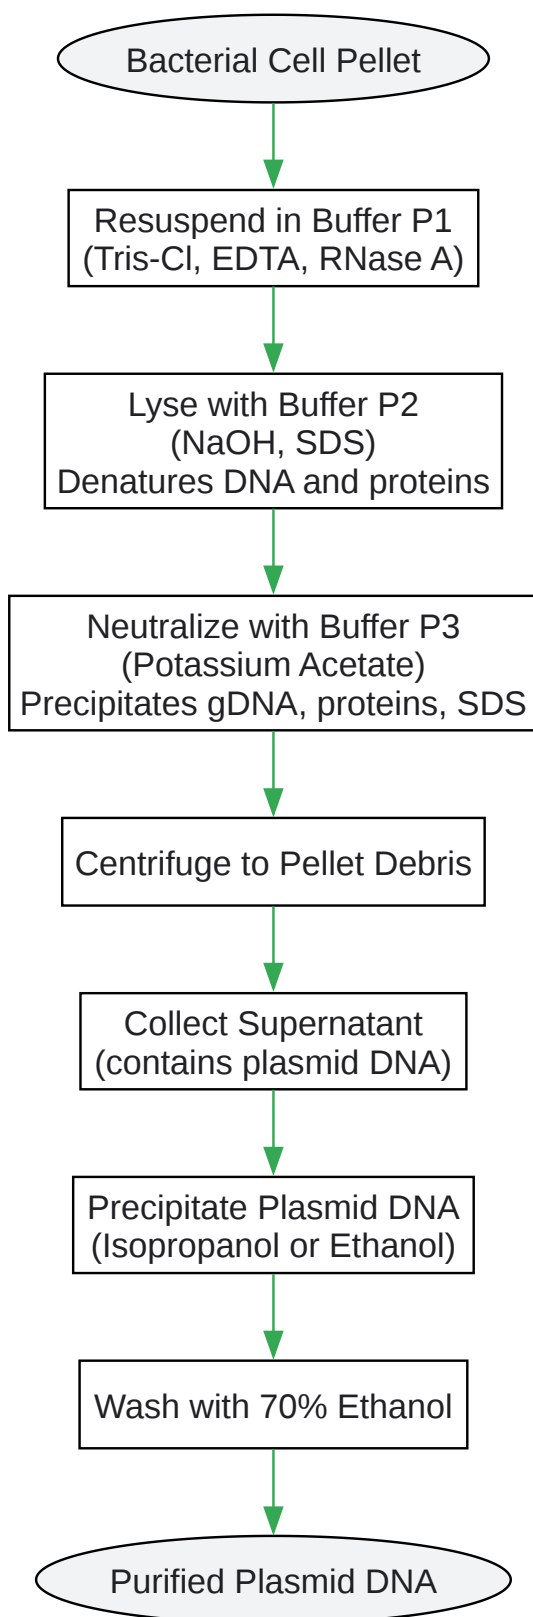 Bacterial Cell Pellet
Resuspend in Buffer P1
(Tris-Cl, EDTA, RNase A)
Lyse with Buffer P2
(NaOH, SDS)
Denatures DNA and proteins
Neutralize with Buffer P3
(Potassium Acetate)
Precipitates gDNA, proteins, SDS
Centrifuge to Pellet Debris
Collect Supernatant
(contains plasmid DNA)
Precipitate Plasmid DNA
(Isopropanol or Ethanol)
Wash with 70% Ethanol
Purified Plasmid DNA